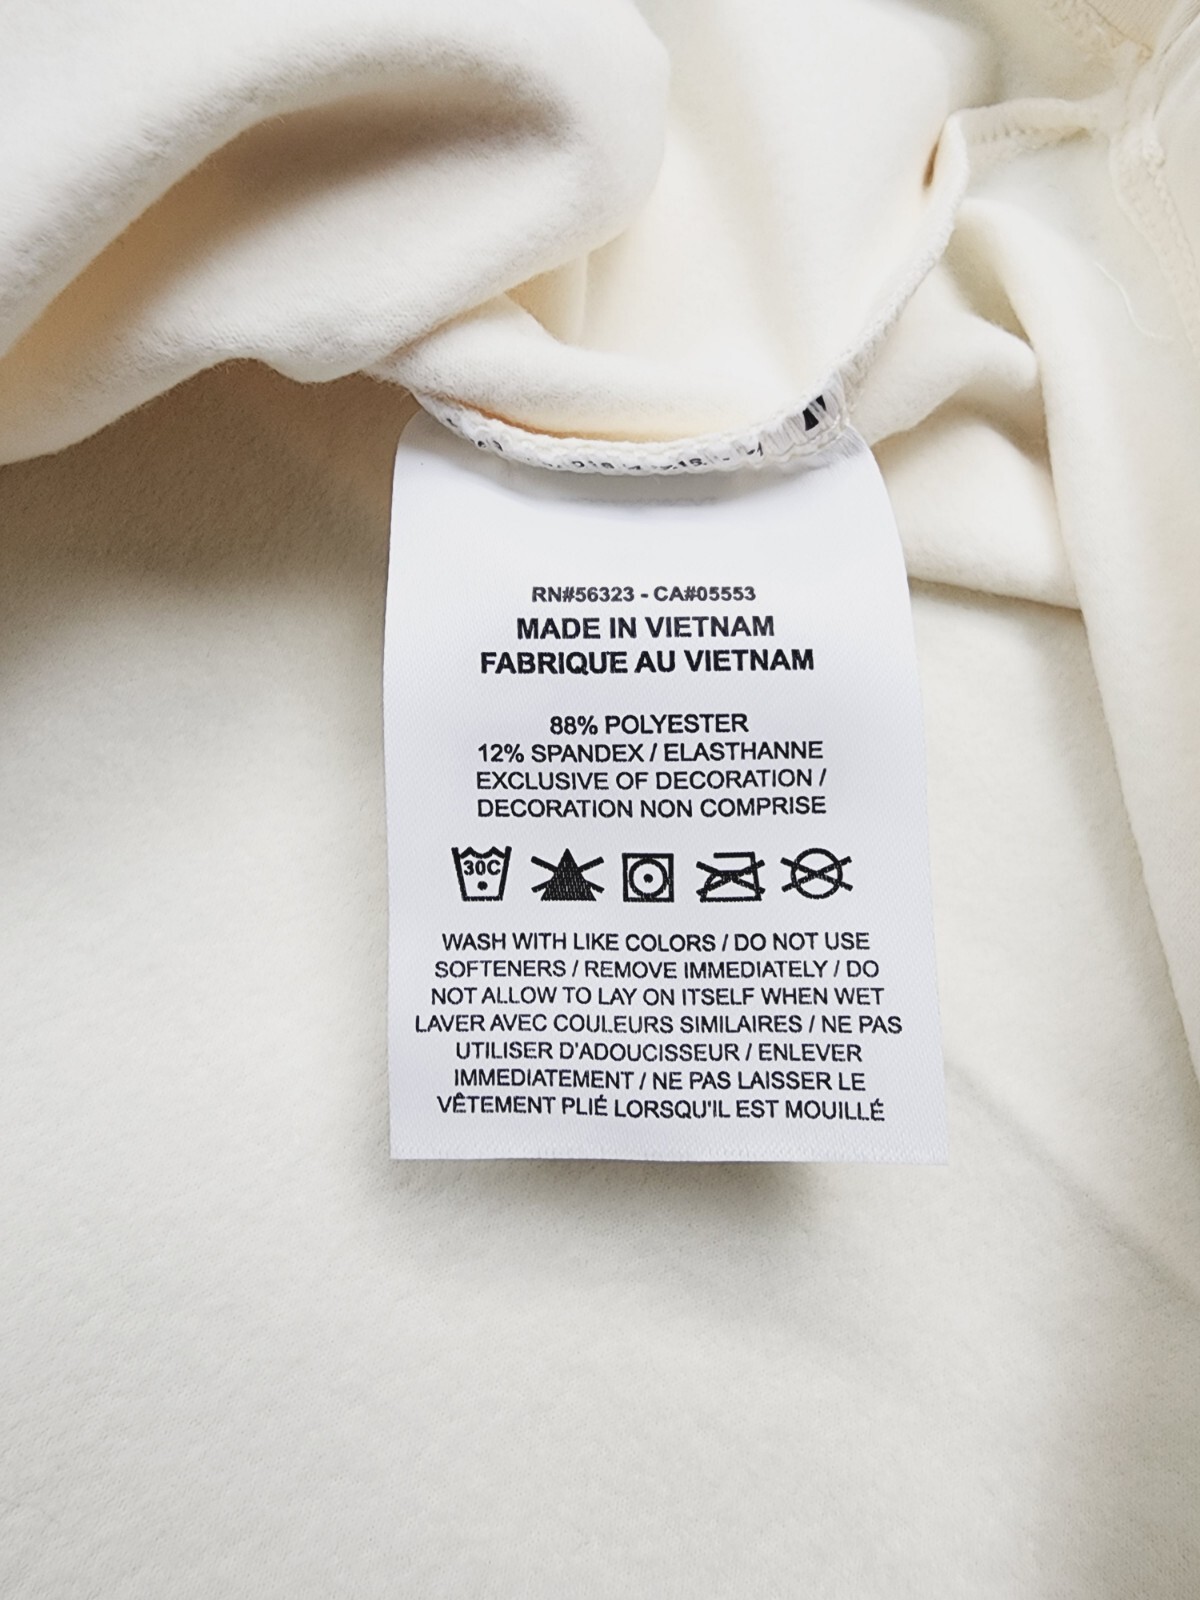 RN#56323 - CA#05553
MADE IN VIETNAM
FABRIQUE AU VIETNAM
88% POLYESTER
12% SPANDEX / ELASTHANNE
EXCLUSIVE OF DECORATION /
DECORATION NON COMPRISE
30C
WASH WITH LIKE COLORS / DO NOT USE
SOFTENERS / REMOVE IMMEDIATELY / DO
NOT ALLOW TO LAY ON ITSELF WHEN WET
LAVER AVEC COULEURS SIMILAIRES / NE PAS
UTILISER D'ADOUCISSEUR / ENLEVER
IMMEDIATEMENT / NE PAS LAISSER LE
VÊTEMENT PLIÉ LORSQU'IL EST MOUILLÉ